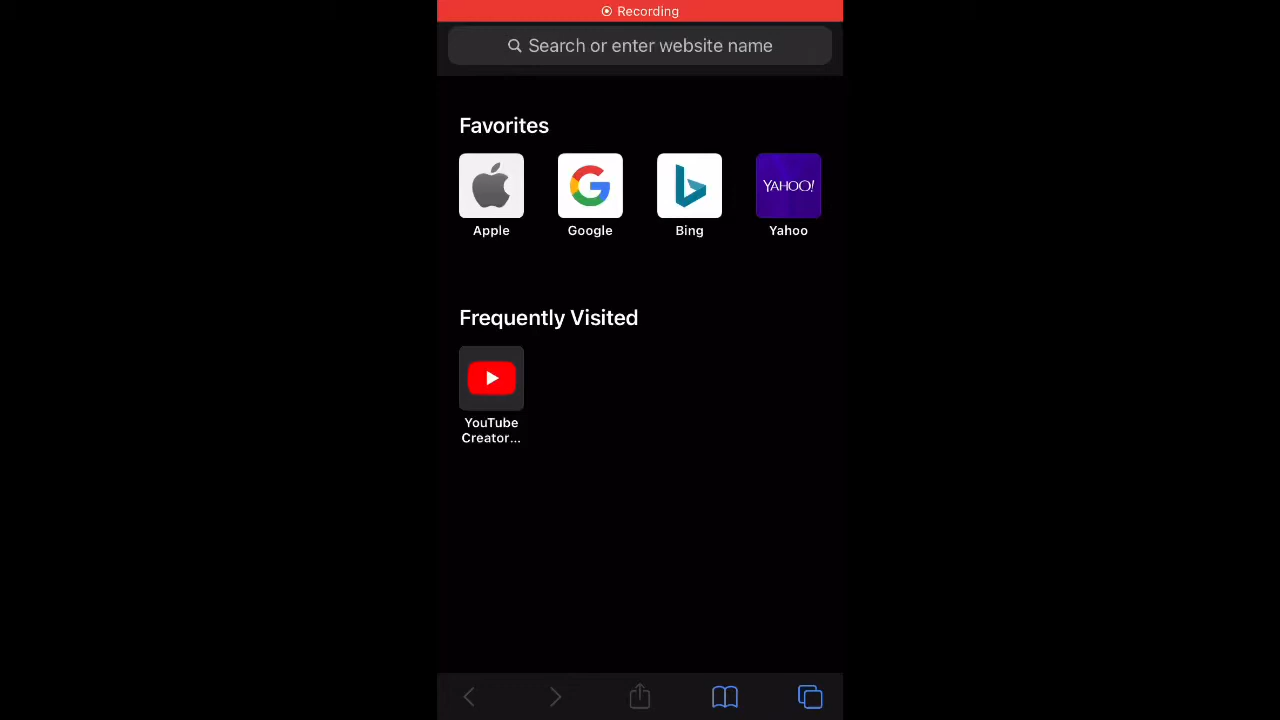 Recording
Search or enter website name
Favorites
YAHOO!
Apple Google Bing Yahoo
Frequently Visited
YouTube
Creator...